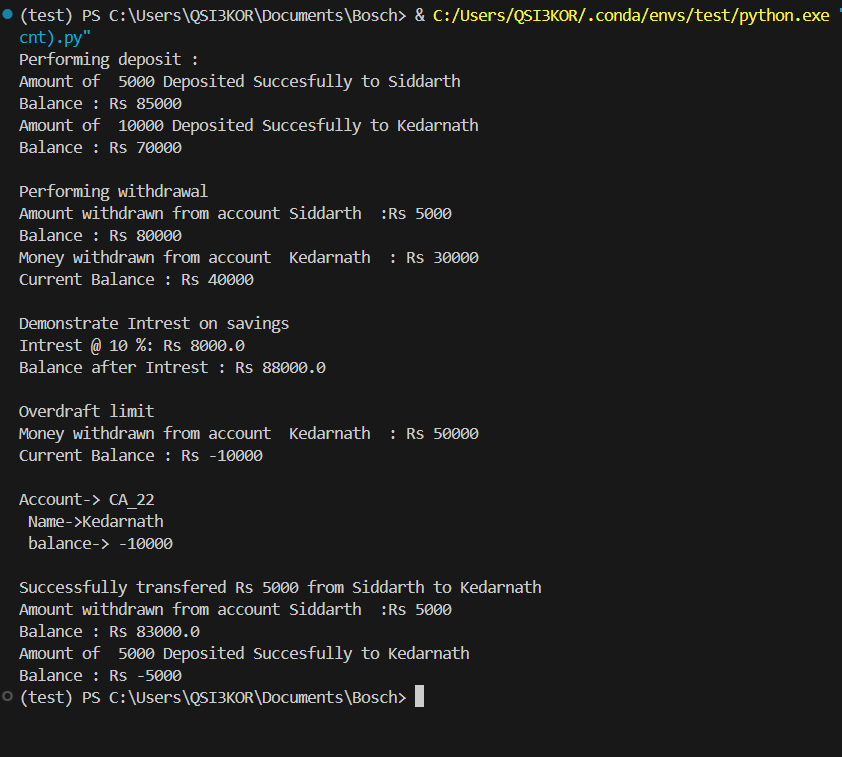 (test) PS C:\Users\QSI3KOR\Documents\Bosch> & C:/Users/QSI3KOR/.conda/envs/test/python.exe "
cnt).py"
Performing deposit :
Amount of  5000 Deposited Succesfully to Siddarth
Balance : Rs 85000
Amount of  10000 Deposited Succesfully to Kedarnath
Balance : Rs 70000

Performing withdrawal
Amount withdrawn from account Siddarth  :Rs 5000
Balance : Rs 80000
Money withdrawn from account  Kedarnath  : Rs 30000
Current Balance : Rs 40000

Demonstrate Intrest on savings
Intrest @ 10 %: Rs 8000.0
Balance after Intrest : Rs 88000.0

Overdraft limit
Money withdrawn from account  Kedarnath  : Rs 50000
Current Balance : Rs -10000

Account-> CA_22
 Name->Kedarnath
 balance-> -10000

Successfully transfered Rs 5000 from Siddarth to Kedarnath
Amount withdrawn from account Siddarth  :Rs 5000
Balance : Rs 83000.0
Amount of  5000 Deposited Succesfully to Kedarnath
Balance : Rs -5000
(test) PS C:\Users\QSI3KOR\Documents\Bosch>